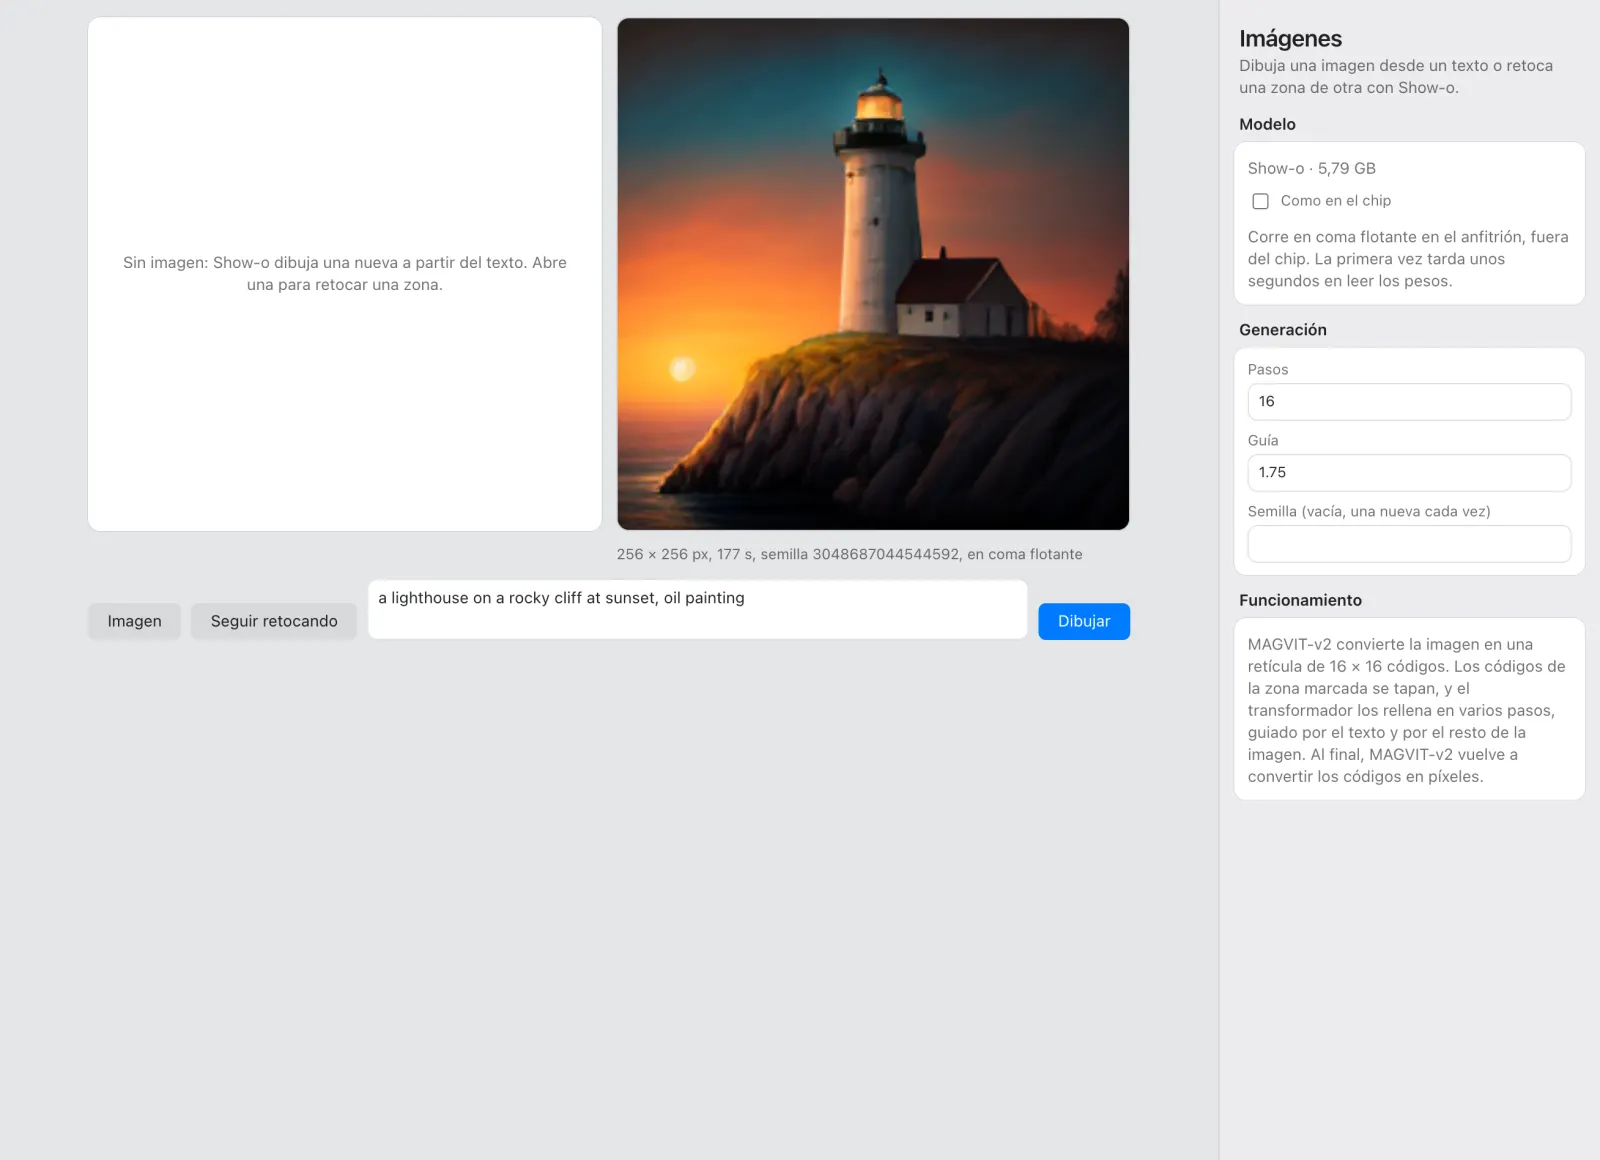 Sin imagen: Show-o dibuja una nueva a partir del texto. Abre
una para retocar una zona.
256 × 256 px, 177 s, semilla 3048687044544592, en coma flotante
Imagen
Seguir retocando
a lighthouse on a rocky cliff at sunset, oil painting
Dibujar
Imágenes
Dibuja una imagen desde un texto o retoca
una zona de otra con Show-o.
Modelo
Show-o · 5,79 GB
Como en el chip
Corre en coma flotante en el anfitrión, fuera
del chip. La primera vez tarda unos
segundos en leer los pesos.
Generación
Pasos
16
Guía
1.75
Semilla (vacía, una nueva cada vez)
Funcionamiento
MAGVIT-v2 convierte la imagen en una
retícula de 16 × 16 códigos. Los códigos de
la zona marcada se tapan, y el
transformador los rellena en varios pasos,
guiado por el texto y por el resto de la
imagen. Al final, MAGVIT-v2 vuelve a
convertir los códigos en píxeles.